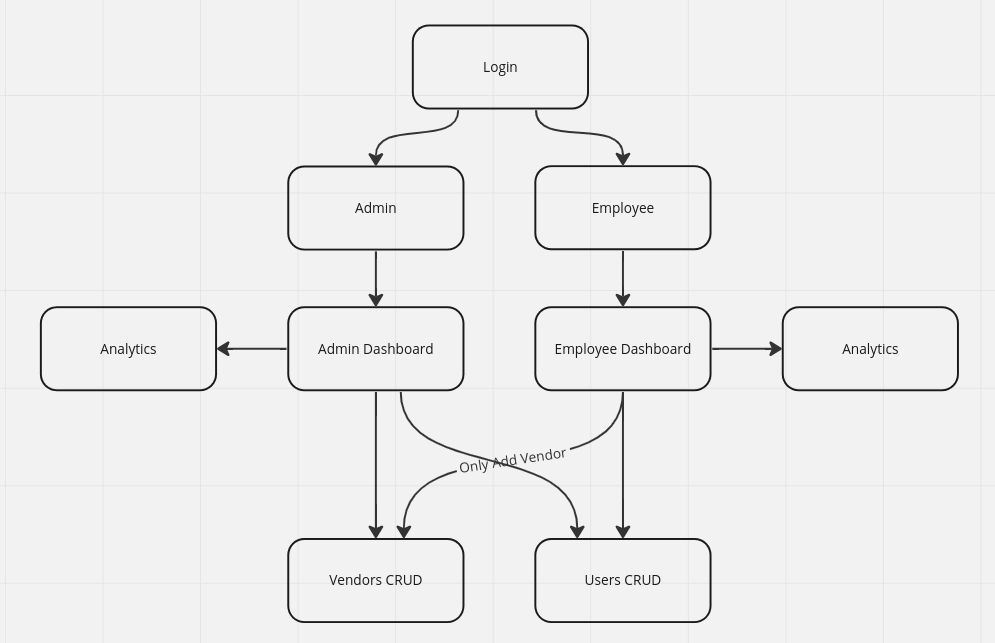 Login
Admin
Employee
Analytics
Admin Dashboard
Employee Dashboard
Analytics
Only Add Vendor
Vendors CRUD
Users CRUD